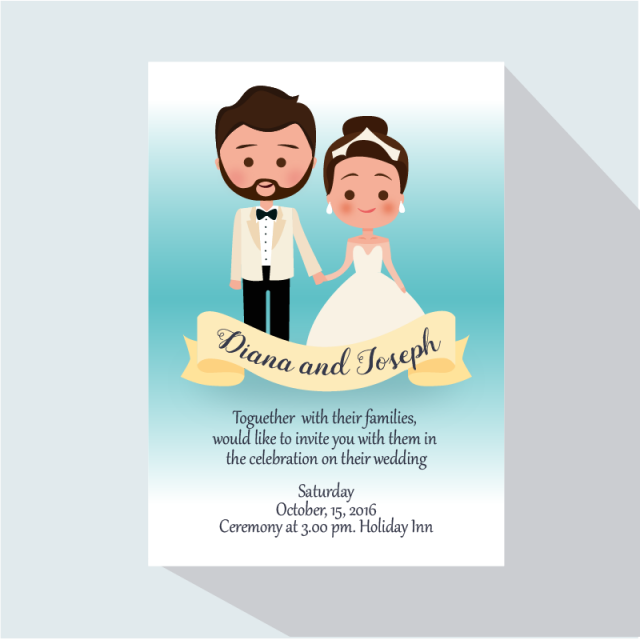 Diana and Joseph
Toguether with their families,
would like to invite you with them in
the celebration on their wedding
Saturday
October, 15, 2016
Ceremony at 3.00 pm. Holiday Inn